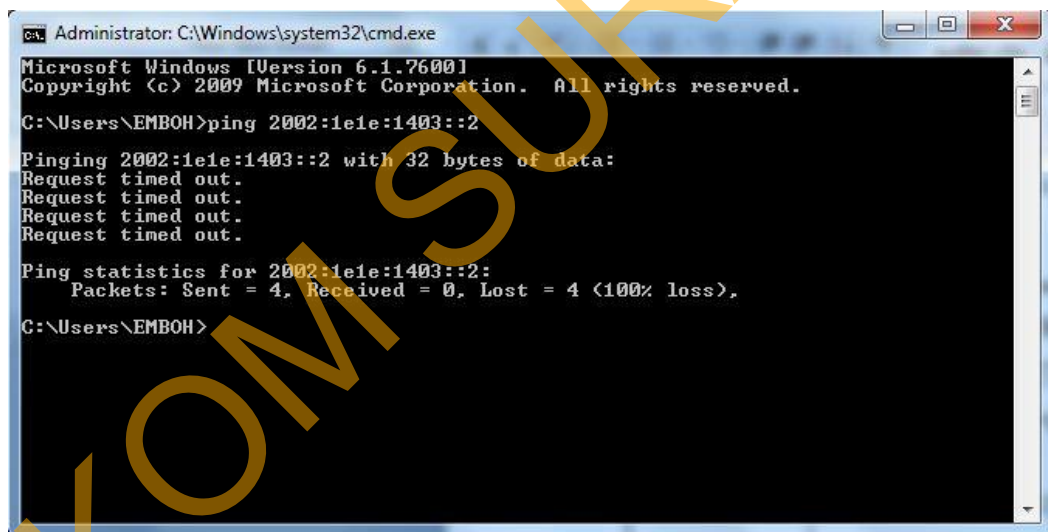 Administrator: C:\Windows\system32\cmd.exe
Microsoft Windows [Version 6.1.7600]
Copyright (c) 2009 Microsoft Corporation.  All rights reserved.
C:\Users\EMBOH>ping 2002:1e1e:1403::2
Pinging 2002:1e1e:1403::2 with 32 bytes of data:
Request timed out.
Request timed out.
Request timed out.
Request timed out.
Ping statistics for 2002:1e1e:1403::2:
    Packets: Sent = 4, Received = 0, Lost = 4 (100% loss),
C:\Users\EMBOH>
KOM SUR